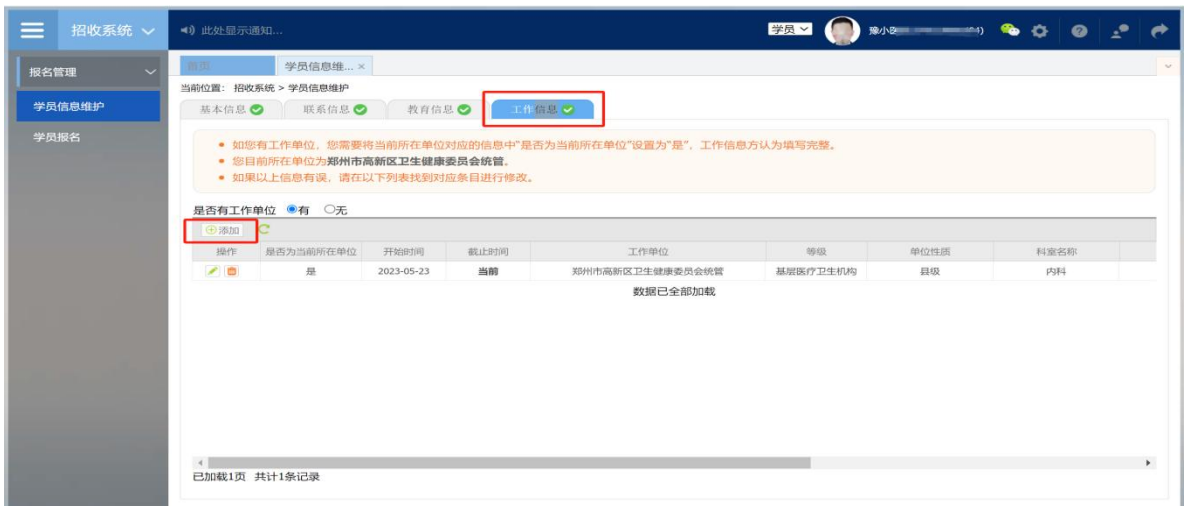 招收系统 此处显示通知... 学员 豫小
报名管理 首页 学员信息维... ×
当前位置： 招收系统 > 学员信息维护
学员信息维护 基本信息 联系信息 教育信息 工作信息
学员报名
如您有工作单位，您需要将当前所在单位对应的信息中"是否为当前所在单位"设置为"是"，工作信息方认为填写完整。
您目前所在单位为郑州市高新区卫生健康委员会统管。
如果以上信息有误，请在以下列表找到对应条目进行修改。
是否有工作单位 有 无
添加
操作 是否为当前所在单位 开始时间 截止时间 工作单位 等级 单位性质 科室名称
是 2023-05-23 当前 郑州市高新区卫生健康委员会统管 基层医疗卫生机构 县级 内科
数据已全部加载
已加载1页 共计1条记录